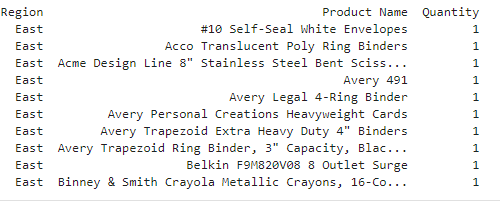 Region Product Name Quantity
East #10 Self-Seal White Envelopes 1
East Acco Translucent Poly Ring Binders 1
East Acme Design Line 8" Stainless Steel Bent Sciss... 1
East Avery 491 1
East Avery Legal 4-Ring Binder 1
East Avery Personal Creations Heavyweight Cards 1
East Avery Trapezoid Extra Heavy Duty 4" Binders 1
East Avery Trapezoid Ring Binder, 3" Capacity, Blac... 1
East Belkin F9M820V08 8 Outlet Surge 1
East Binney & Smith Crayola Metallic Crayons, 16-Co... 1